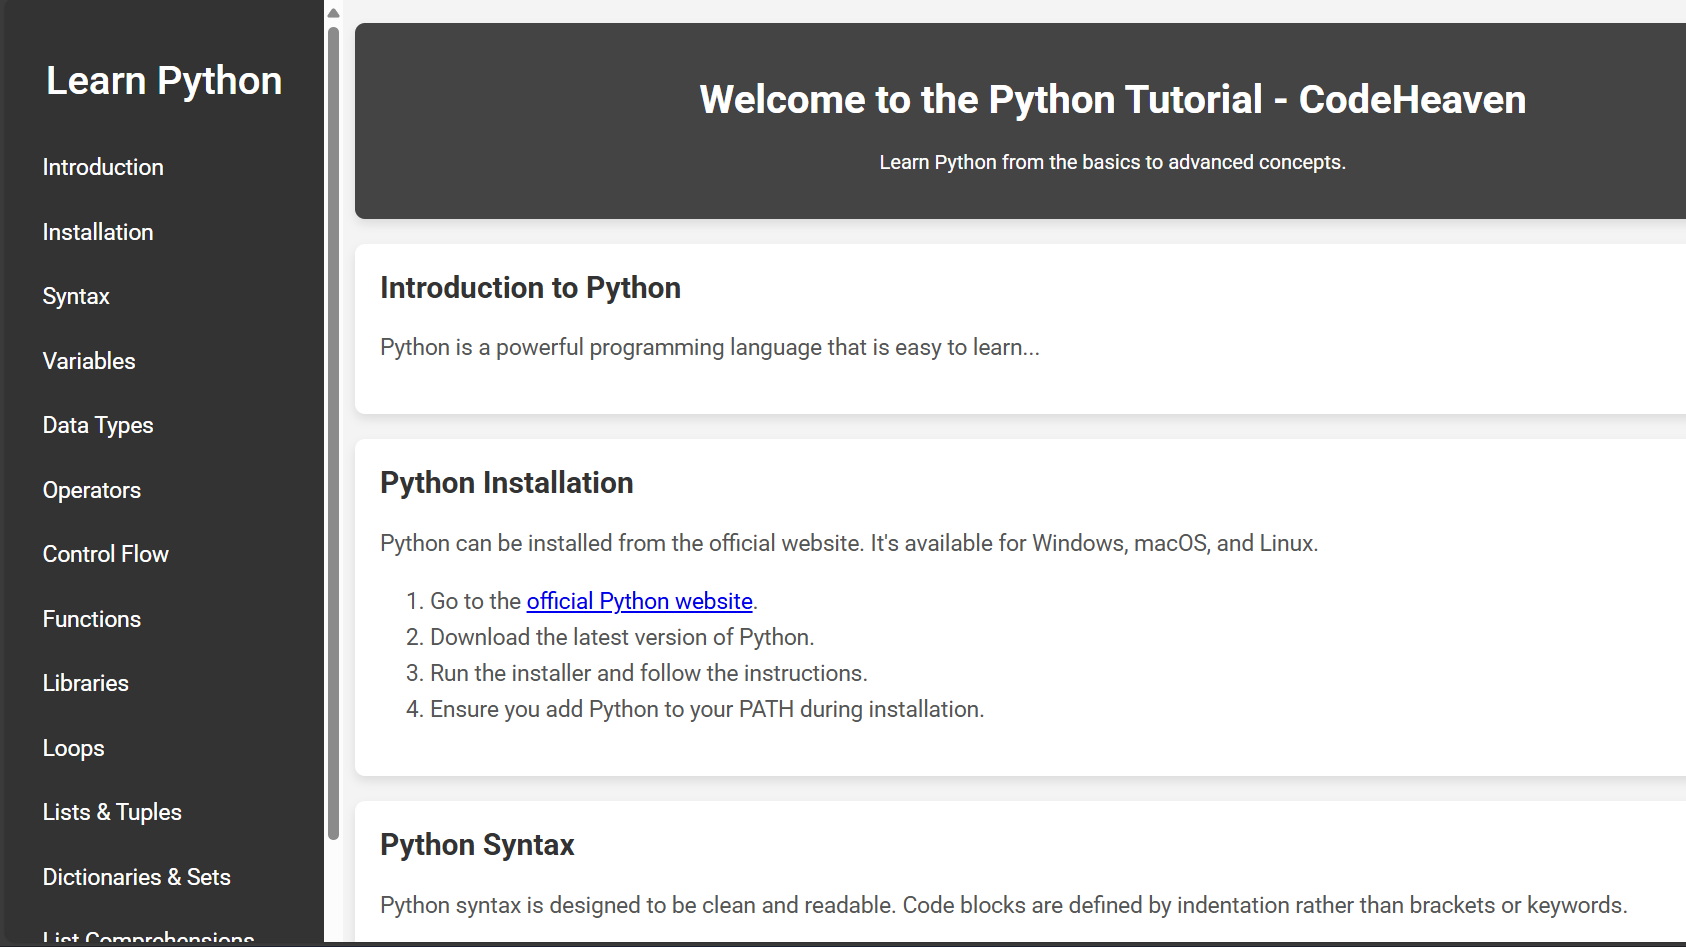 Learn Python
Introduction
Installation
Syntax
Variables
Data Types
Operators
Control Flow
Functions
Libraries
Loops
Lists & Tuples
Dictionaries & Sets
List Comprehensions
Welcome to the Python Tutorial - CodeHeaven
Learn Python from the basics to advanced concepts.
Introduction to Python
Python is a powerful programming language that is easy to learn...
Python Installation
Python can be installed from the official website. It's available for Windows, macOS, and Linux.
1. Go to the official Python website.
2. Download the latest version of Python.
3. Run the installer and follow the instructions.
4. Ensure you add Python to your PATH during installation.
Python Syntax
Python syntax is designed to be clean and readable. Code blocks are defined by indentation rather than brackets or keywords.